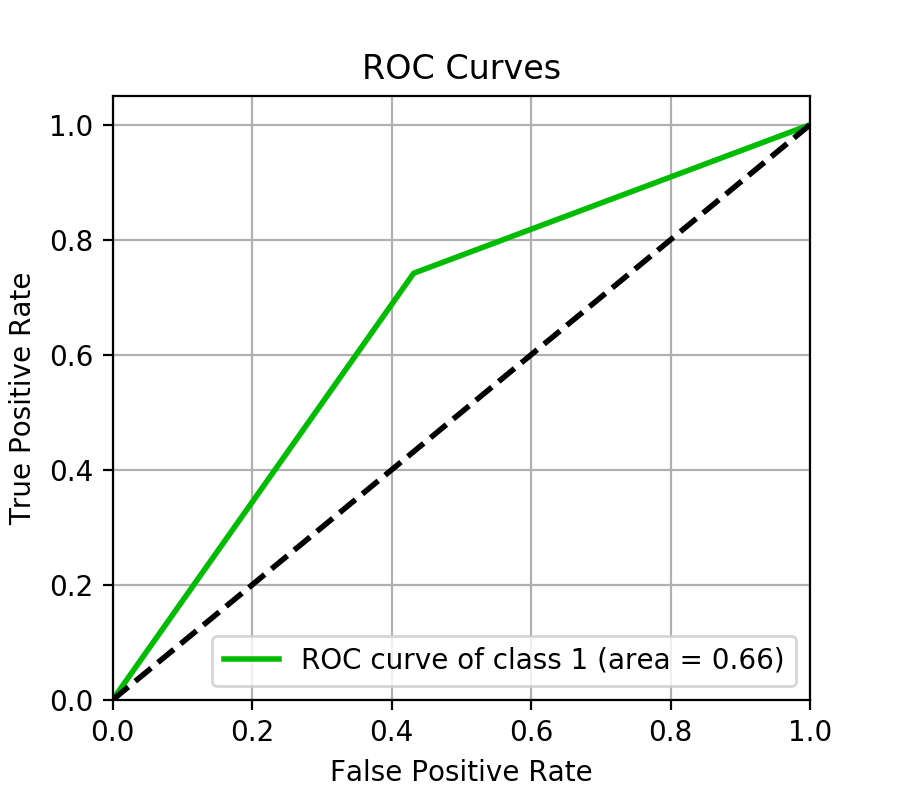 ROC Curves
True Positive Rate
1.0
0.8
0.6
0.4
0.2
0.0
ROC curve of class 1 (area = 0.66)
0.0 0.2 0.4 0.6 0.8 1.0
False Positive Rate